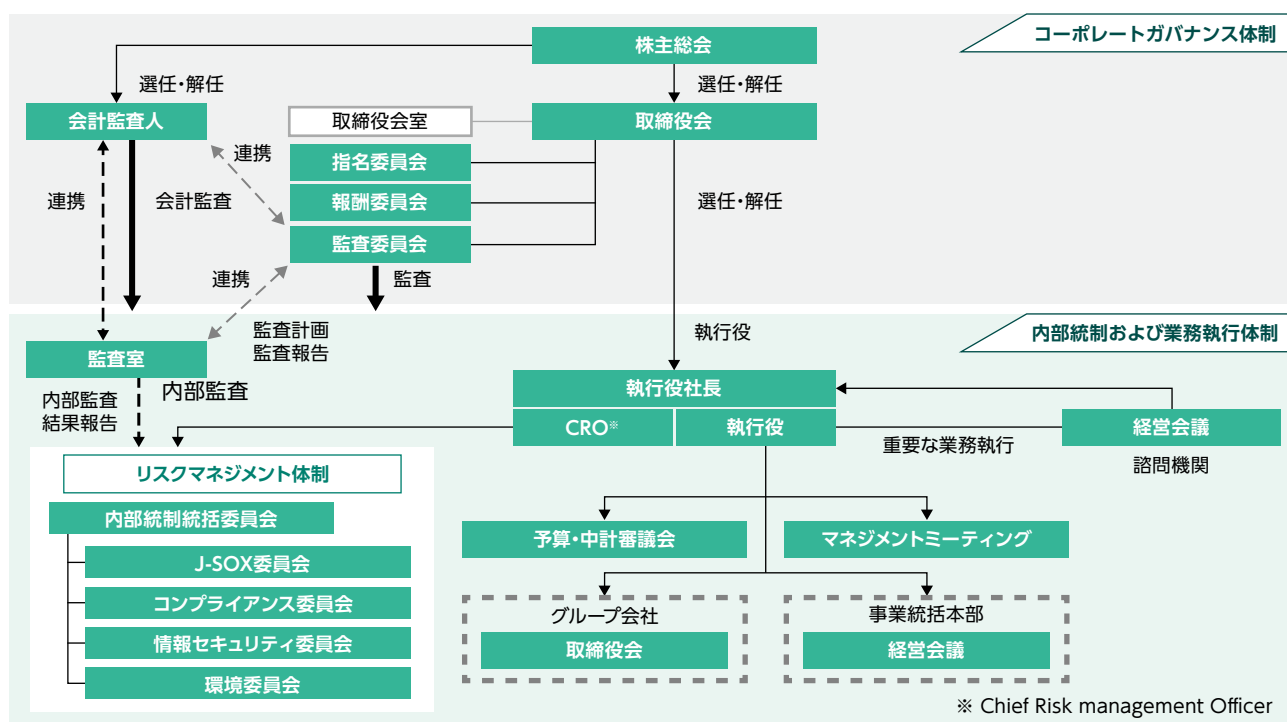 コーポレートガバナンス体制
株主総会
選任・解任
選任・解任
会計監査人
取締役会室
取締役会
連携
指名委員会
連携
会計監査
報酬委員会
選任・解任
監査委員会
連携
監査
監査計画
監査報告
執行役
内部統制および業務執行体制
監査室
内部監査
内部監査
結果報告
執行役社長
CRO※
執行役
経営会議
重要な業務執行
諮問機関
リスクマネジメント体制
内部統制統括委員会
J-SOX委員会
コンプライアンス委員会
情報セキュリティ委員会
環境委員会
予算・中計審議会
マネジメントミーティング
グループ会社
取締役会
事業統括本部
経営会議
※ Chief Risk management Officer